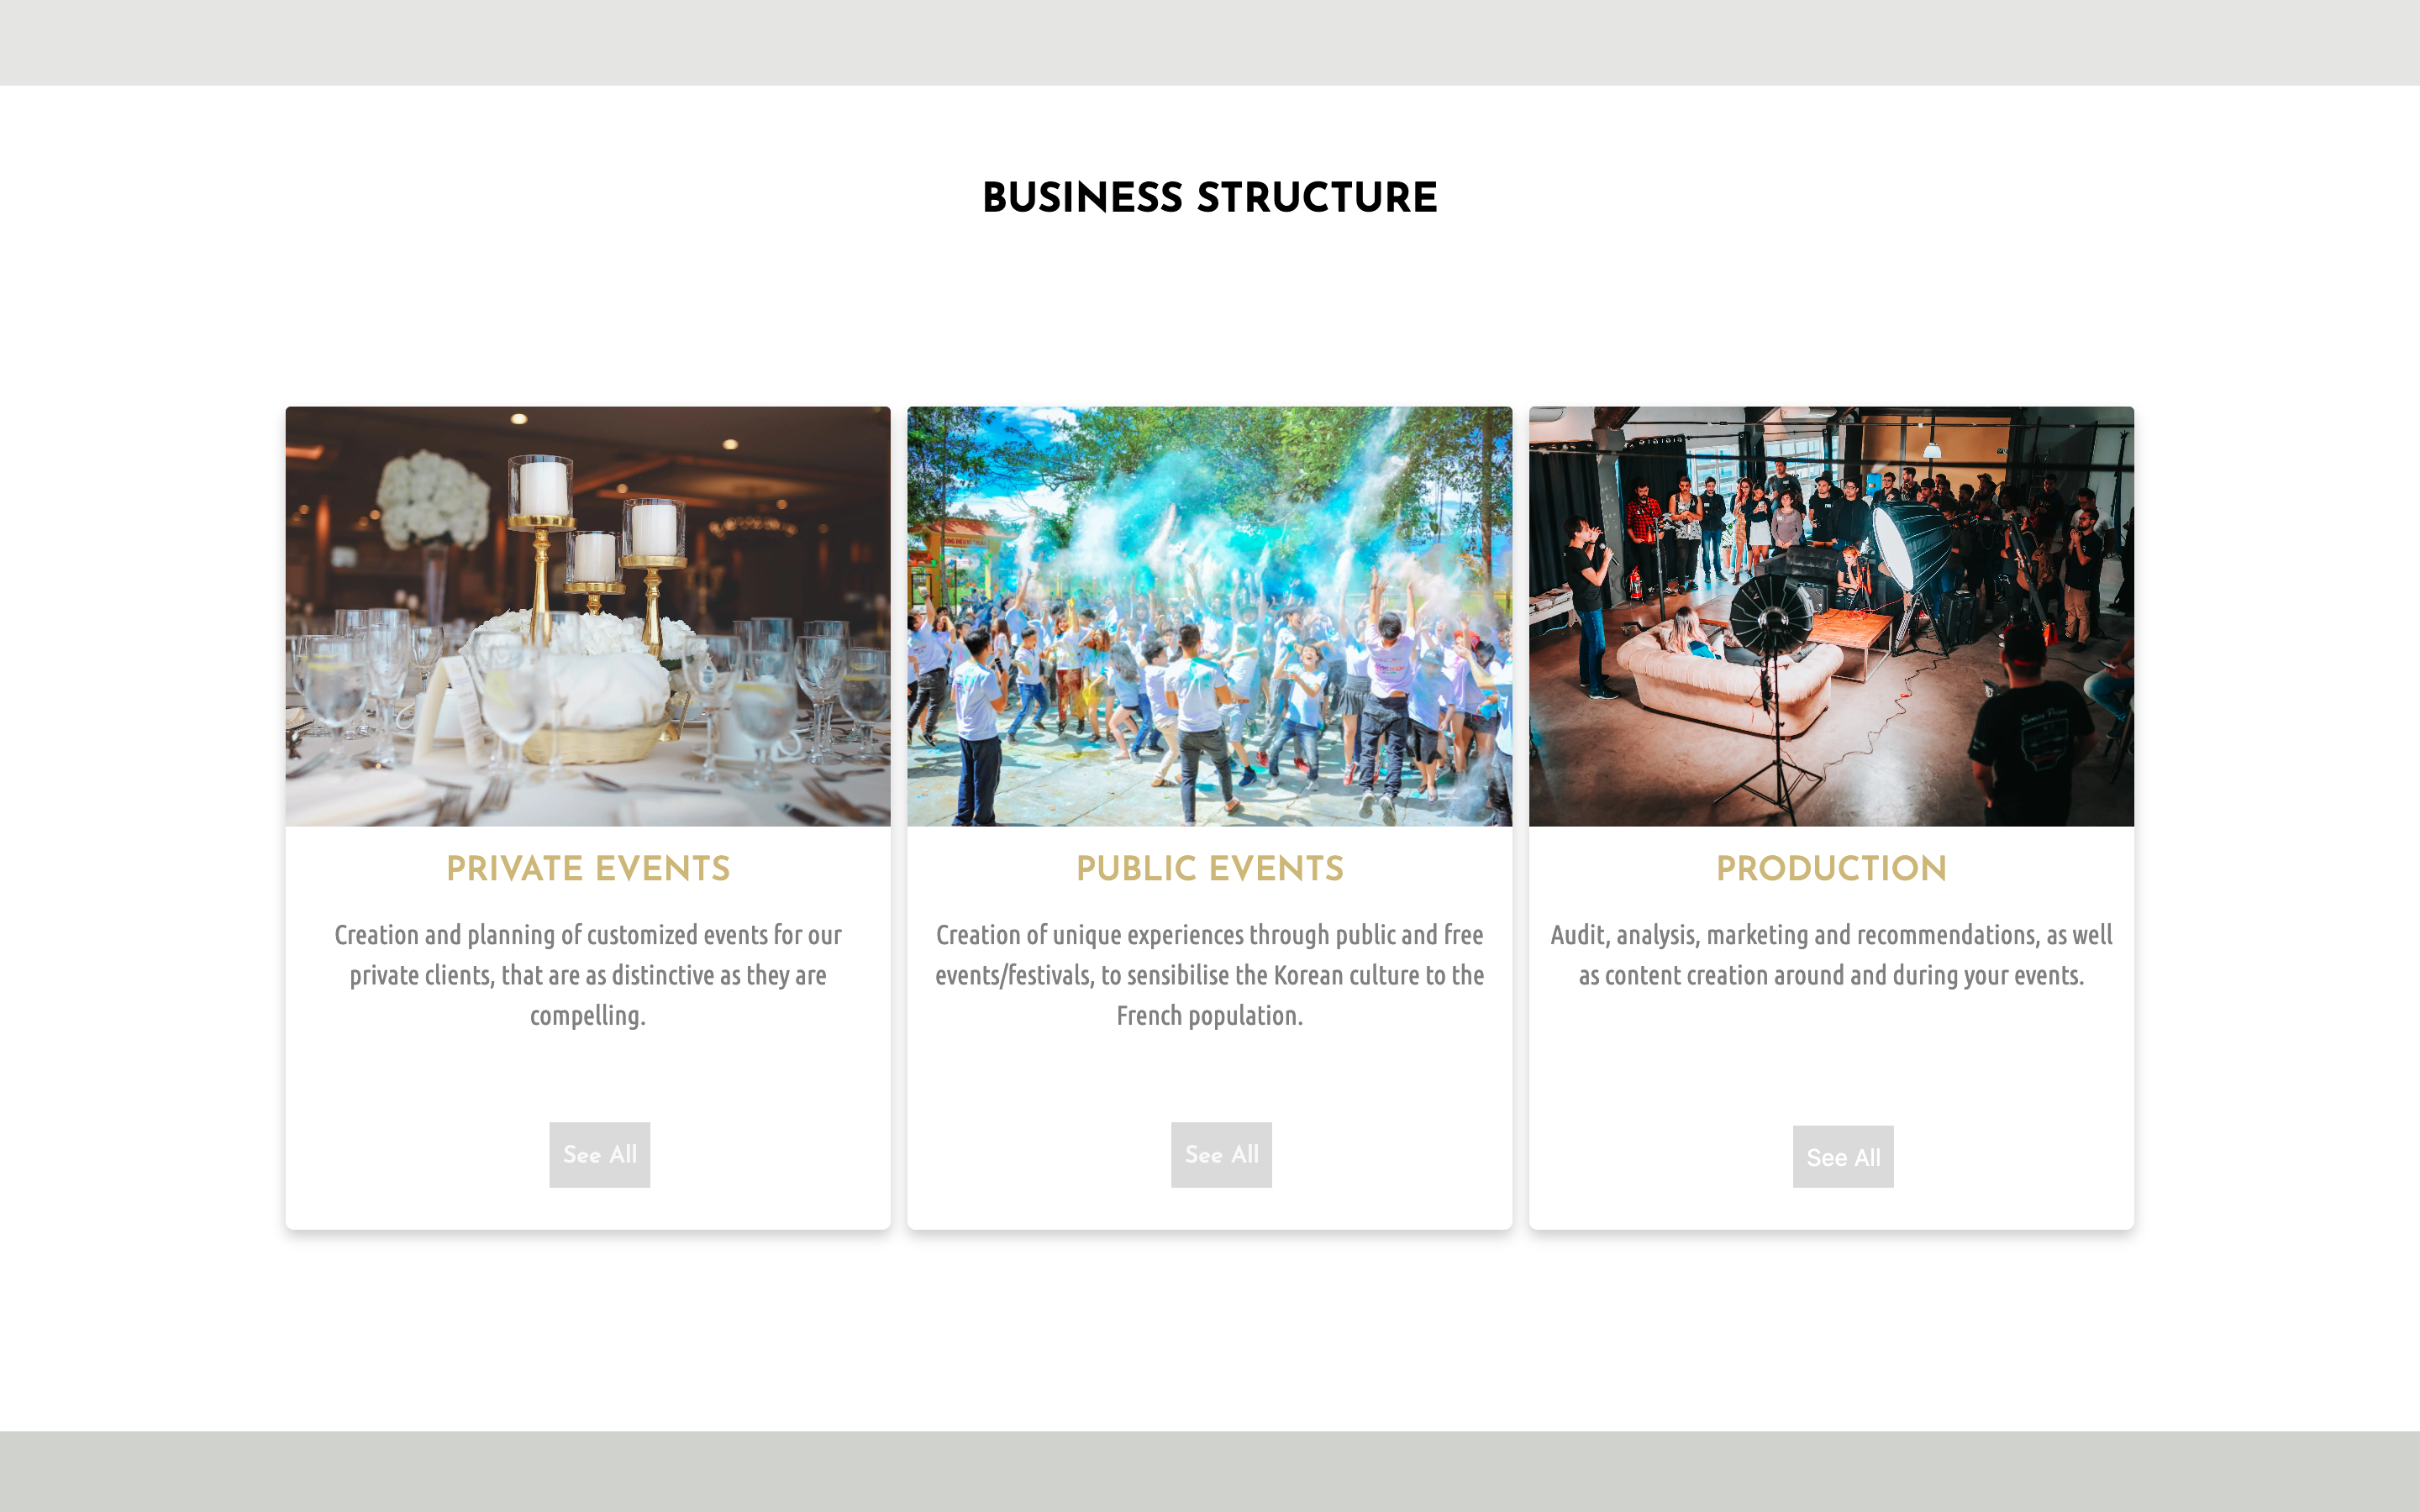 BUSINESS STRUCTURE
PRIVATE EVENTS
Creation and planning of customized events for our
private clients, that are as distinctive as they are
compelling.
See All
PUBLIC EVENTS
Creation of unique experiences through public and free
events/festivals, to sensibilise the Korean culture to the
French population.
See All
PRODUCTION
Audit, analysis, marketing and recommendations, as well
as content creation around and during your events.
See All